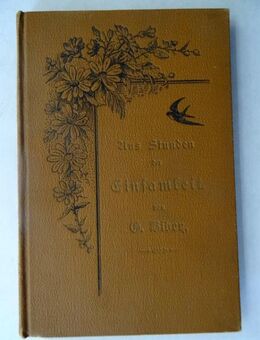 Aus Stunden
der
Einsamkeit
von